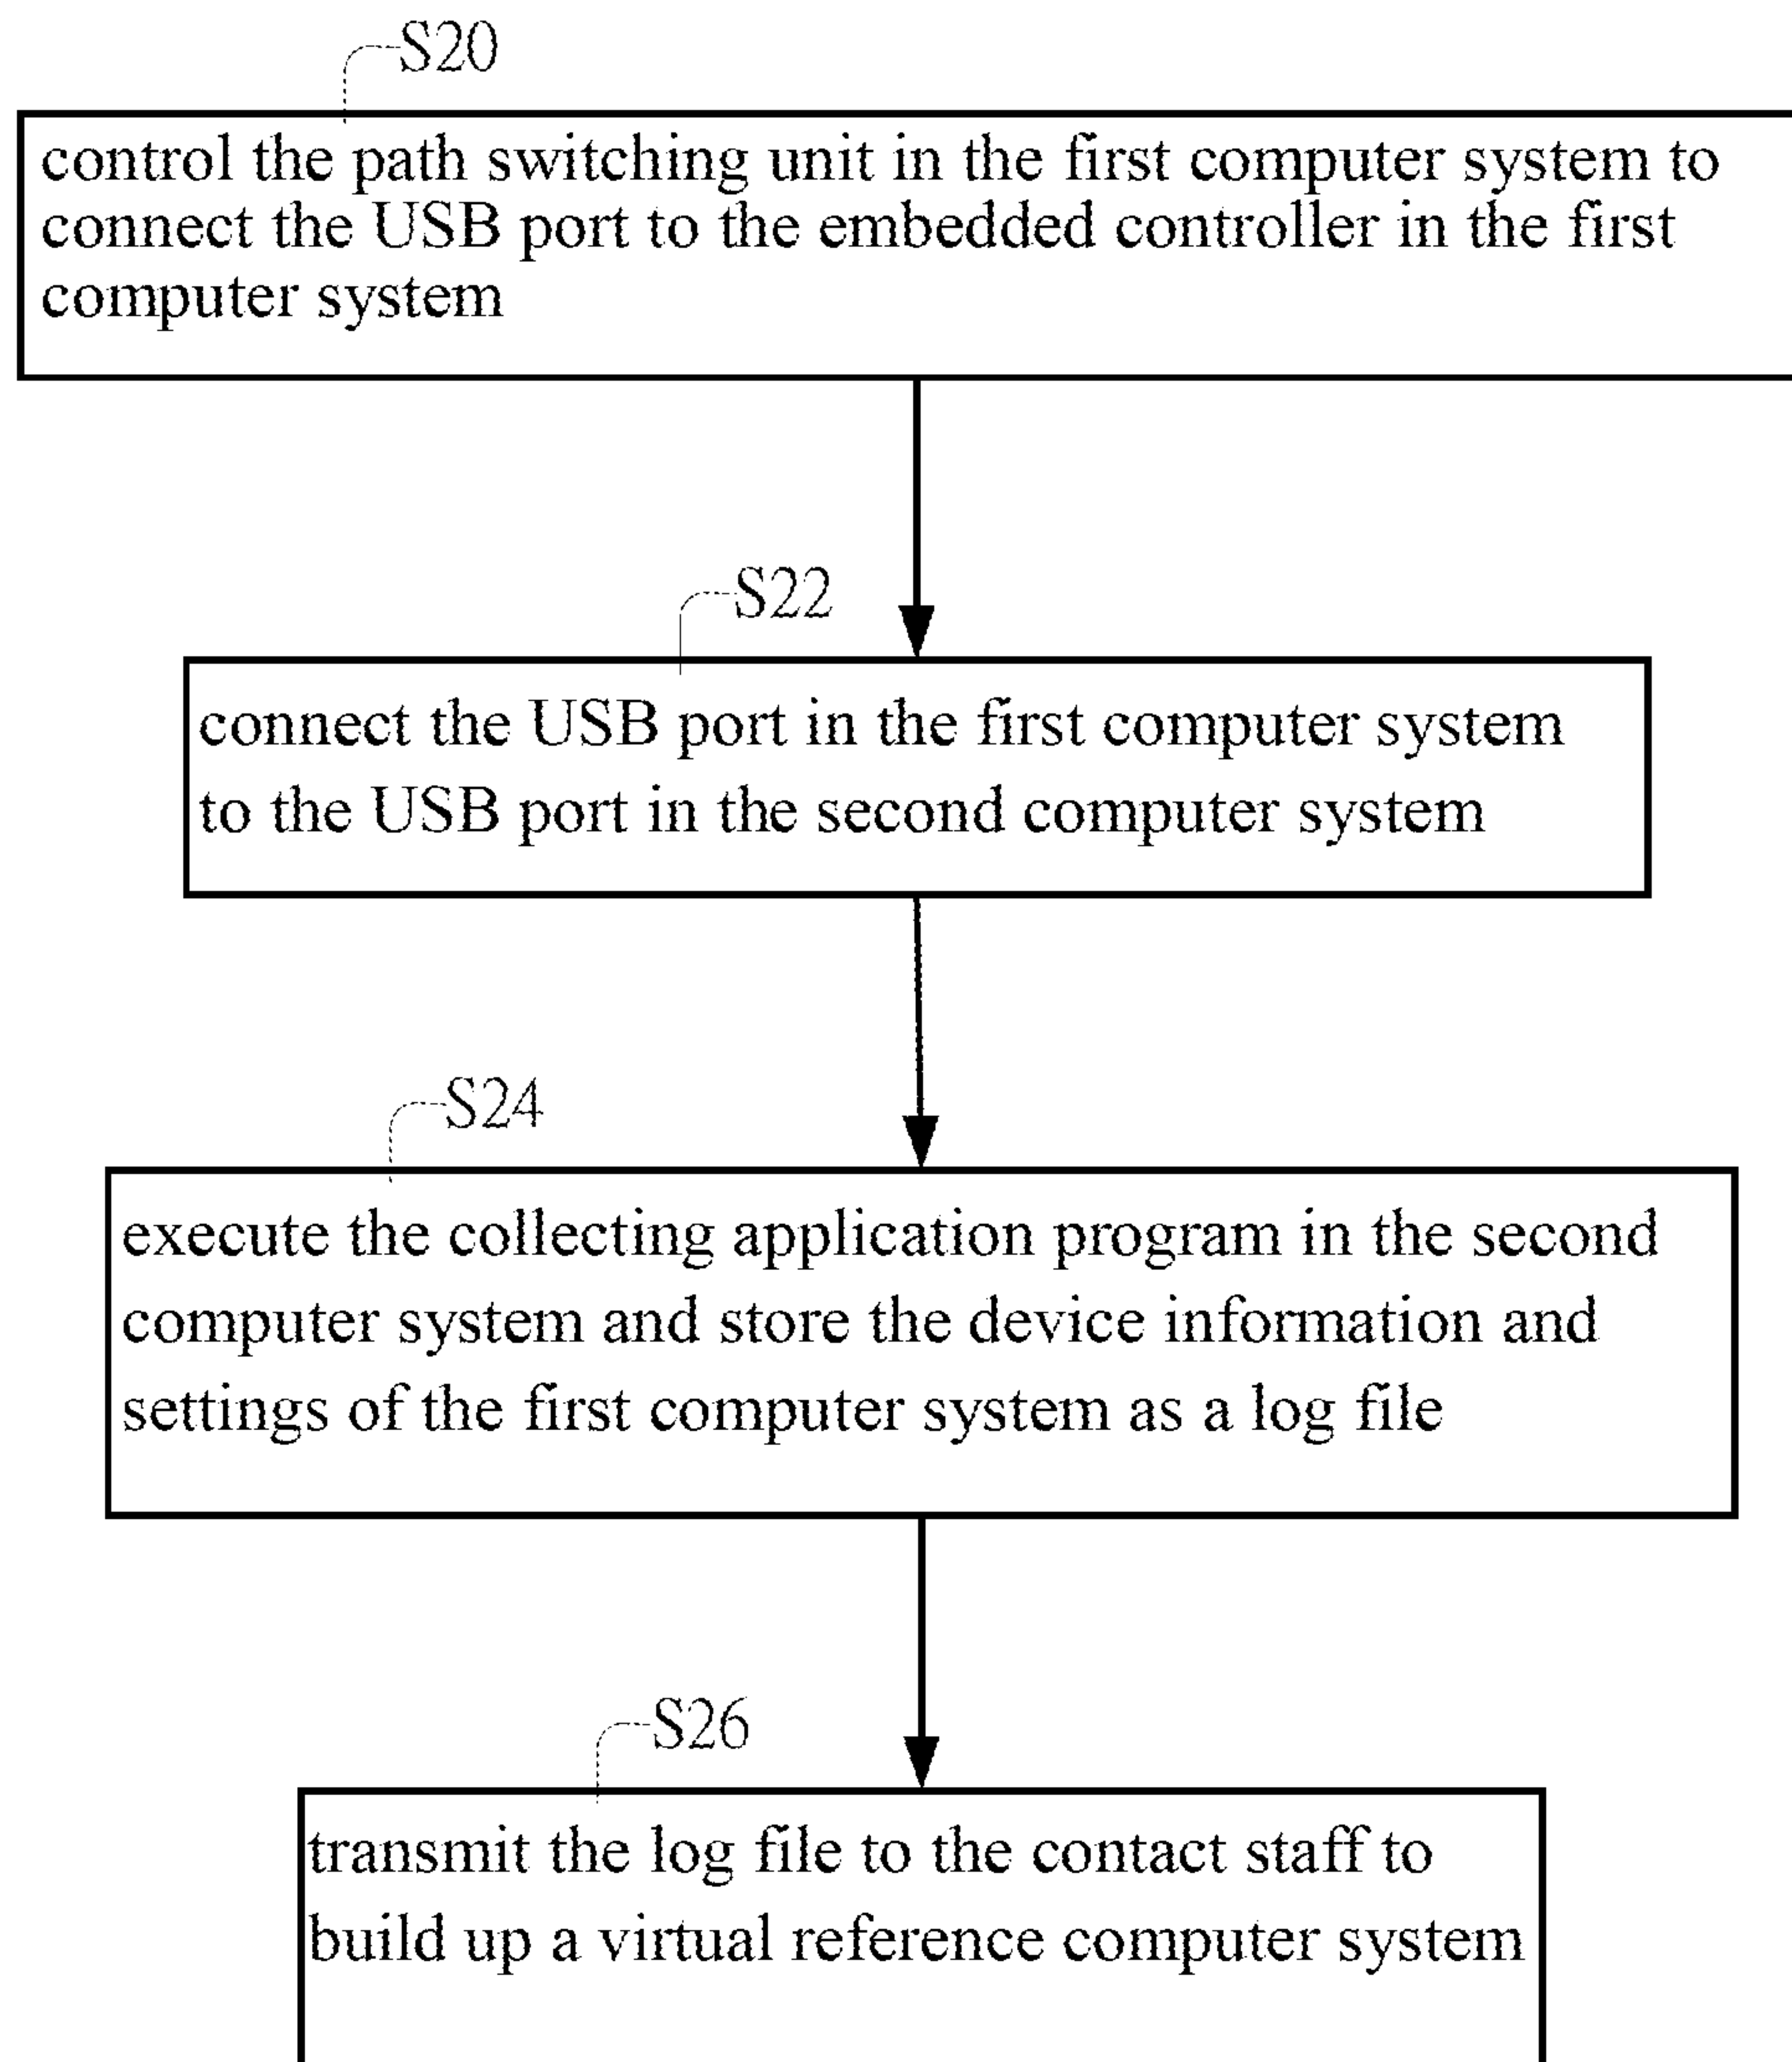 S20
control the path switching unit in the first computer system to
connect the USB port to the embedded controller in the first
computer system
S22
connect the USB port in the first computer system
to the USB port in the second computer system
S24
execute the collecting application program in the second
computer system and store the device information and
settings of the first computer system as a log file
S26
transmit the log file to the contact staff to
build up a virtual reference computer system